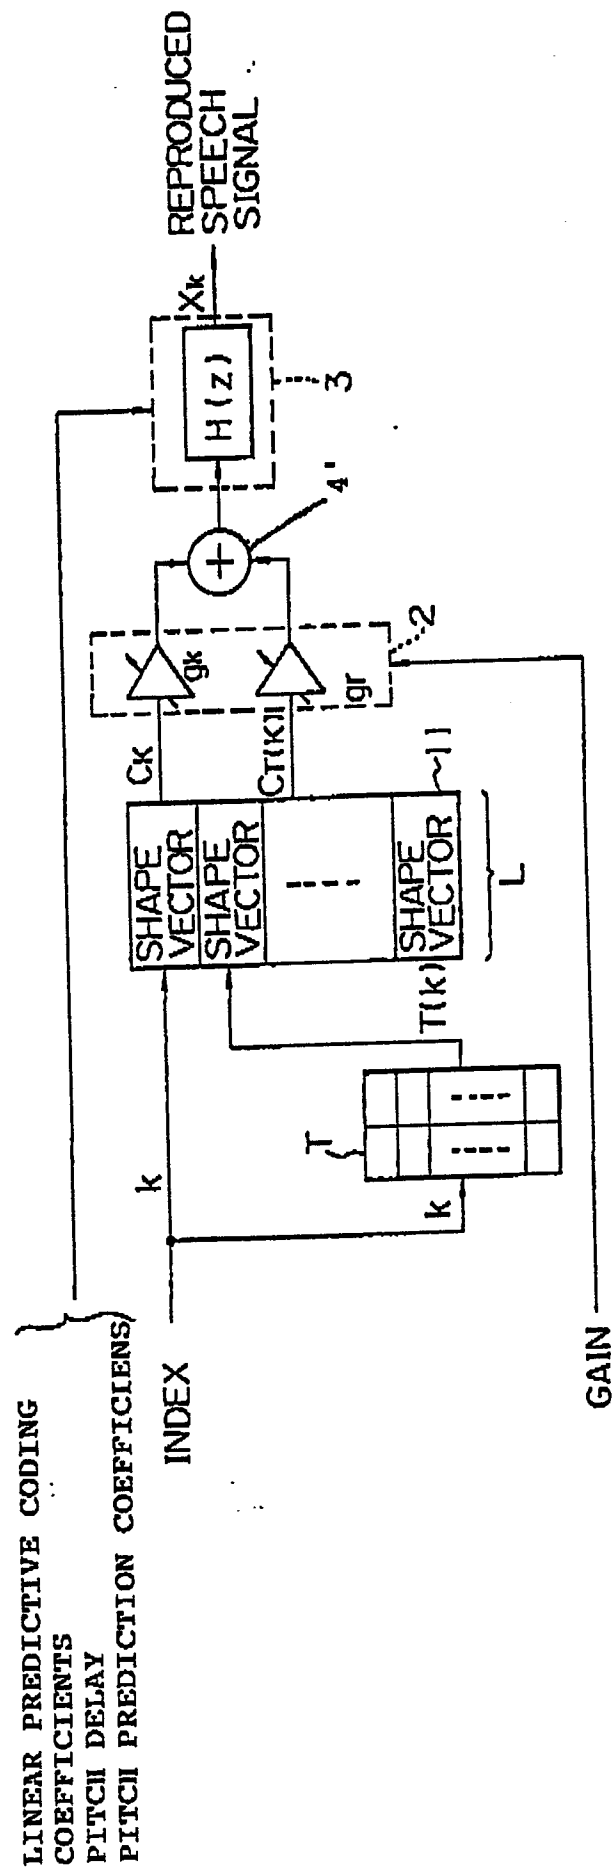 LINEAR PREDICTIVE CODING
COEFFICIENTS
PITCH DELAY
PITCH PREDICTION COEFFICIENS
INDEX
k
k
T
T(k)
SHAPE
VECTOR
SHAPE
VECTOR
SHAPE
VECTOR
L
11
Ck
CT(k)
gk
gr
2
+
4'
H(z)
3
Xk
REPRODUCED
SPEECH
SIGNAL
GAIN